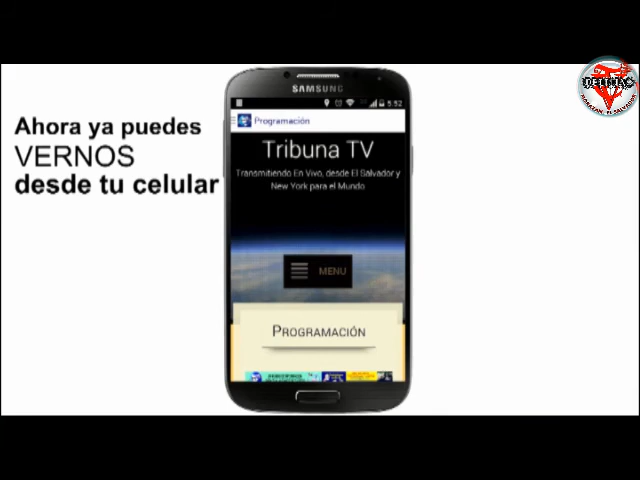 Ahora ya puedes
VERNOS
desde tu celular
SAMSUNG
5:52
Programación
Tribuna TV
Transmitiendo En Vivo, desde El Salvador y
New York para el Mundo
MENU
PROGRAMACIÓN